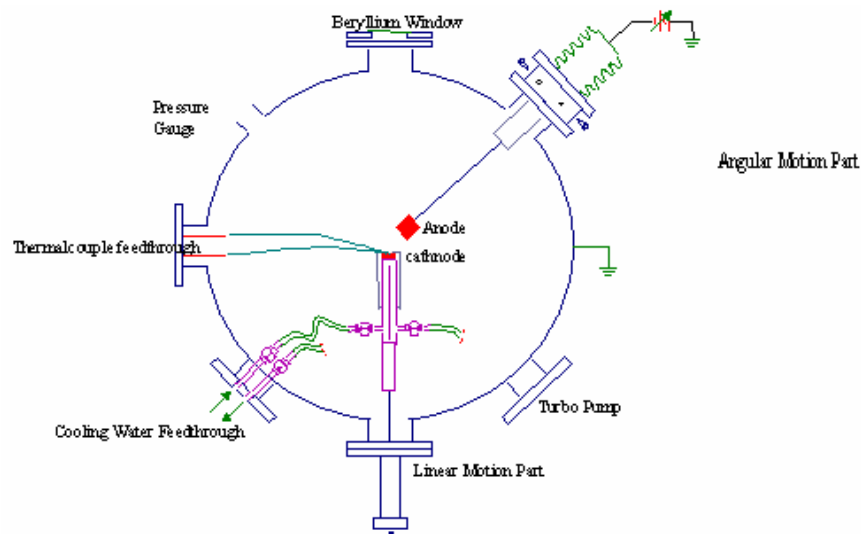 Beryllium Window
Pressure
Gauge
Angular Motion Part
Anode
Thermalcouple feedthrough
cathnode
Turbo Pump
Cooling Water Feedthrough
Linear Motion Part